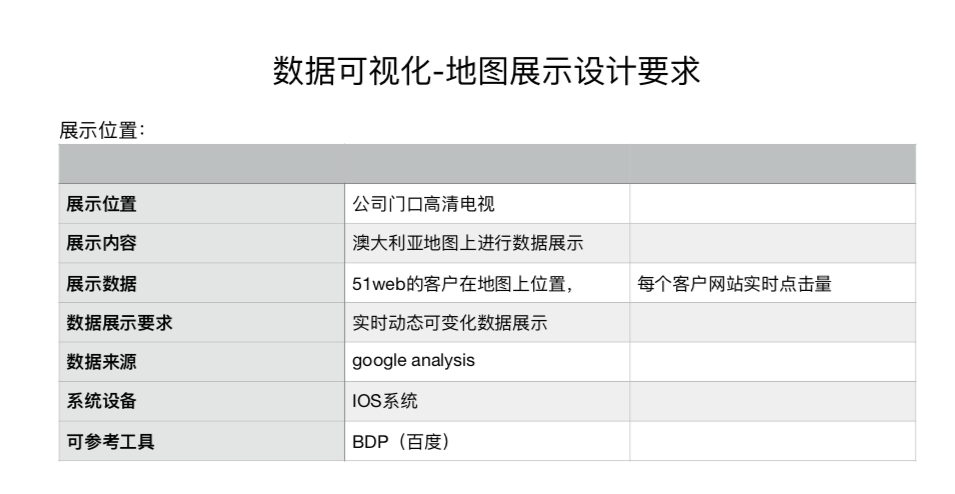 数据可视化-地图展示设计要求
展示位置：
展示位置 公司门口高清电视
展示内容 澳大利亚地图上进行数据展示
展示数据 51web的客户在地图上位置， 每个客户网站实时点击量
数据展示要求 实时动态可变化数据展示
数据来源 google analysis
系统设备 IOS系统
可参考工具 BDP（百度）